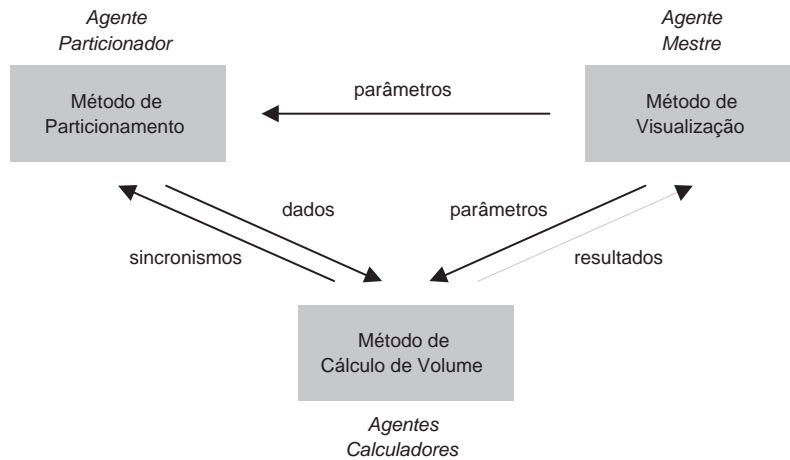 Agente
Particionador
Agente
Mestre
Método de
Particionamento
parâmetros
Método de
Visualização
dados
parâmetros
sincronismos
resultados
Método de
Cálculo de Volume
Agentes
Calculadores